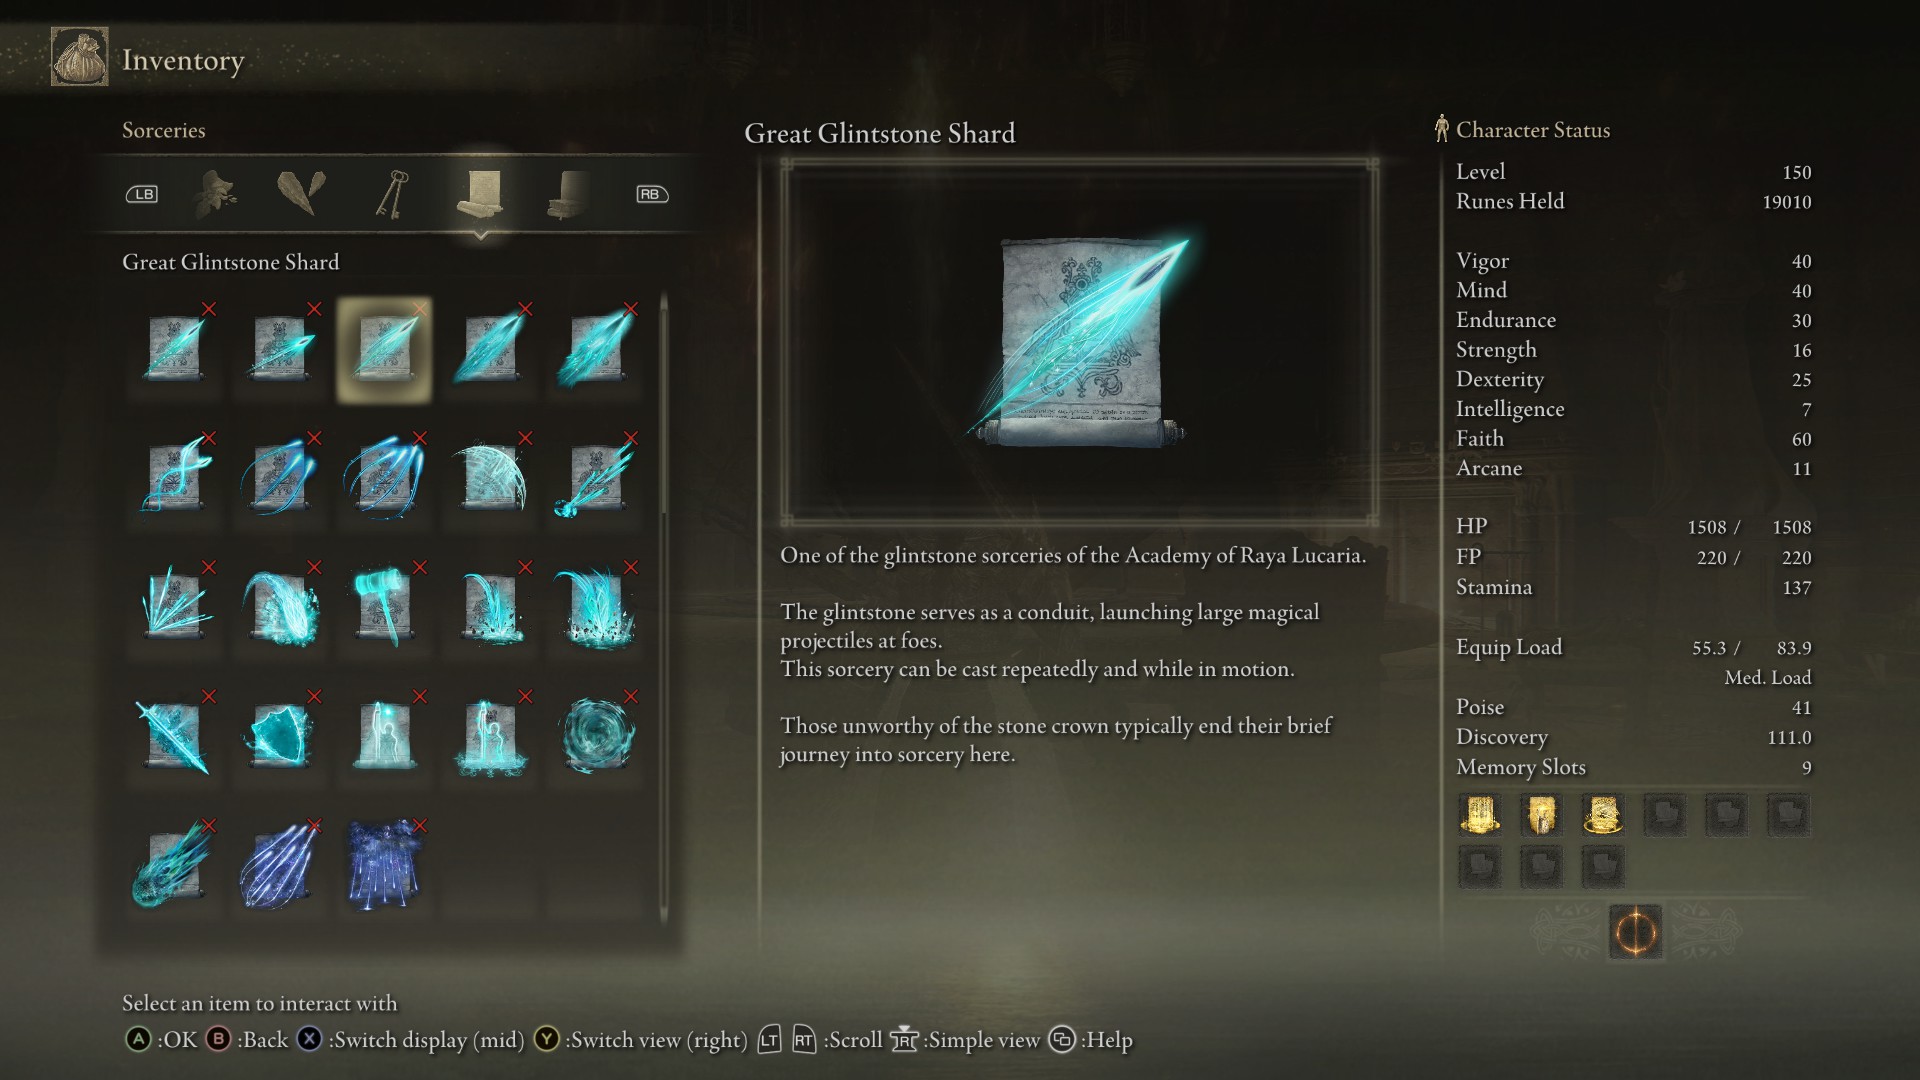 Inventory
Sorceries
LB
RB
Great Glintstone Shard
Great Glintstone Shard
One of the glintstone sorceries of the Academy of Raya Lucaria.
The glintstone serves as a conduit, launching large magical
projectiles at foes.
This sorcery can be cast repeatedly and while in motion.
Those unworthy of the stone crown typically end their brief
journey into sorcery here.
Character Status
Level 150
Runes Held 19010
Vigor 40
Mind 40
Endurance 30
Strength 16
Dexterity 25
Intelligence 7
Faith 60
Arcane 11
HP 1508 / 1508
FP 220 / 220
Stamina 137
Equip Load 55.3 / 83.9
Med. Load
Poise 41
Discovery 111.0
Memory Slots 9
Select an item to interact with
A :OK B :Back X :Switch display (mid) Y :Switch view (right) LT RT :Scroll R :Simple view :Help